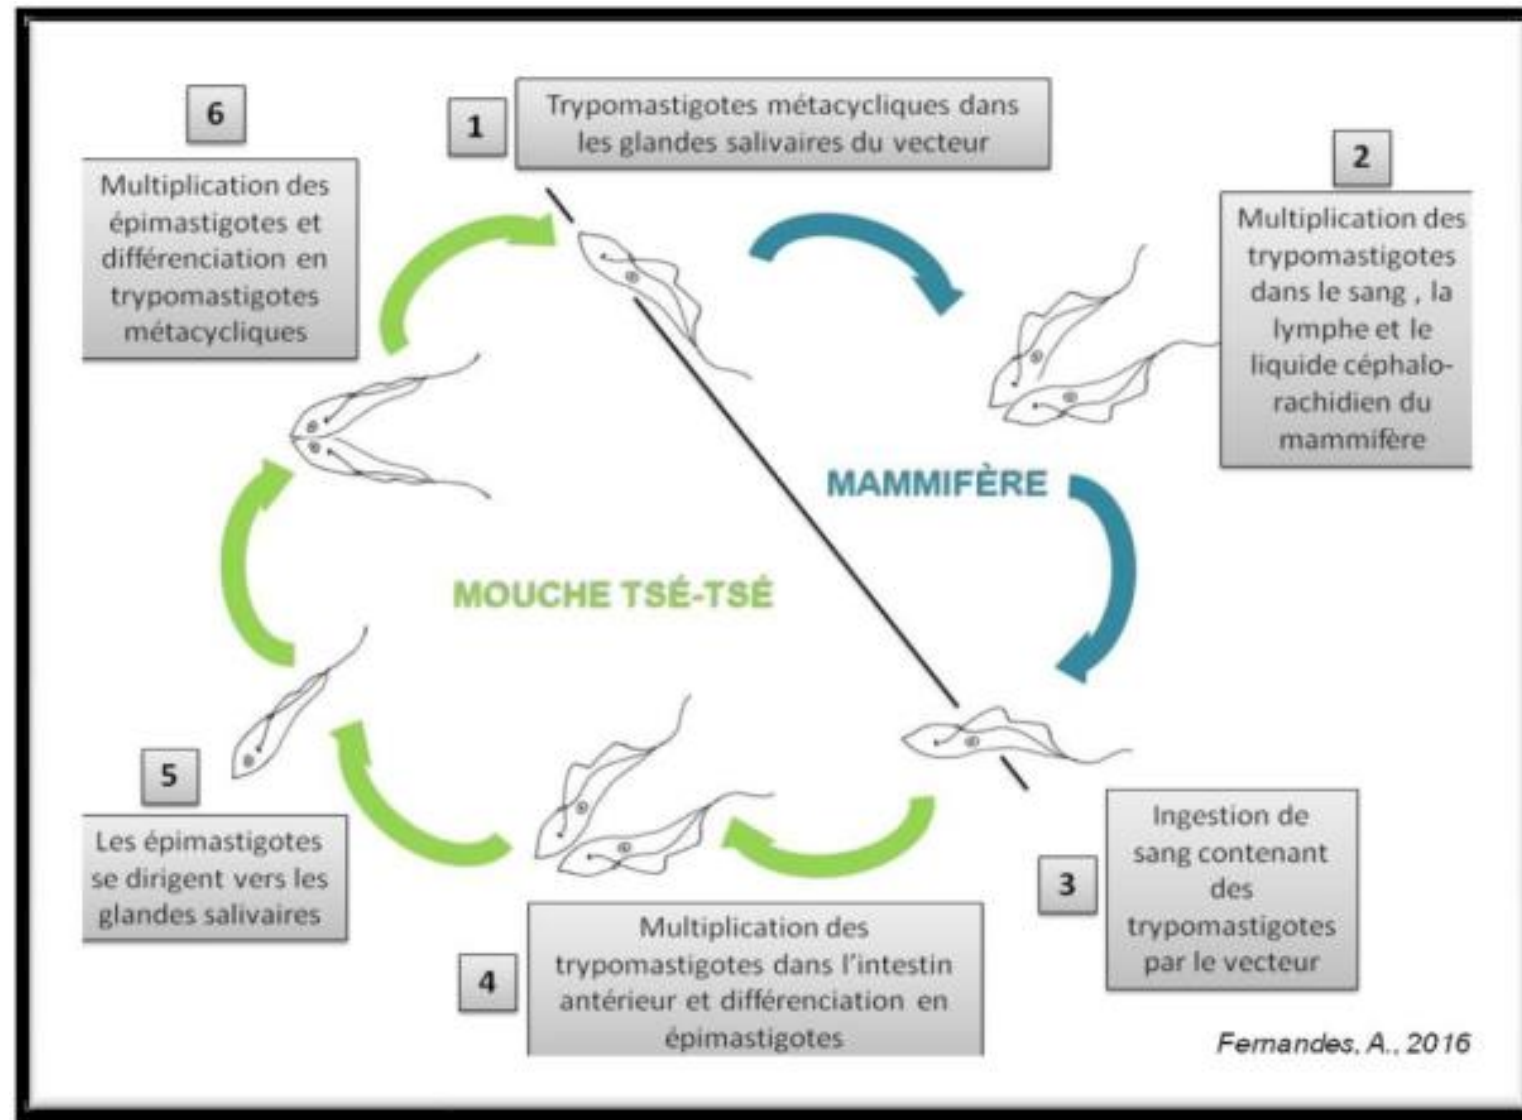 1
Trypomastigotes métacycliques dans
les glandes salivaires du vecteur
2
Multiplication des
trypomastigotes
dans le sang , la
lymphe et le
liquide céphalo-
rachidien du
mammifère
MAMMIFÈRE
3
Ingestion de
sang contenant
des
trypomastigotes
par le vecteur
4
Multiplication des
trypomastigotes dans l'intestin
antérieur et différenciation en
épimastigotes
MOUCHE TSÉ-TSÉ
5
Les épimastigotes
se dirigent vers les
glandes salivaires
6
Multiplication des
épimastigotes et
différenciation en
trypomastigotes
métacycliques
Fernandes, A., 2016